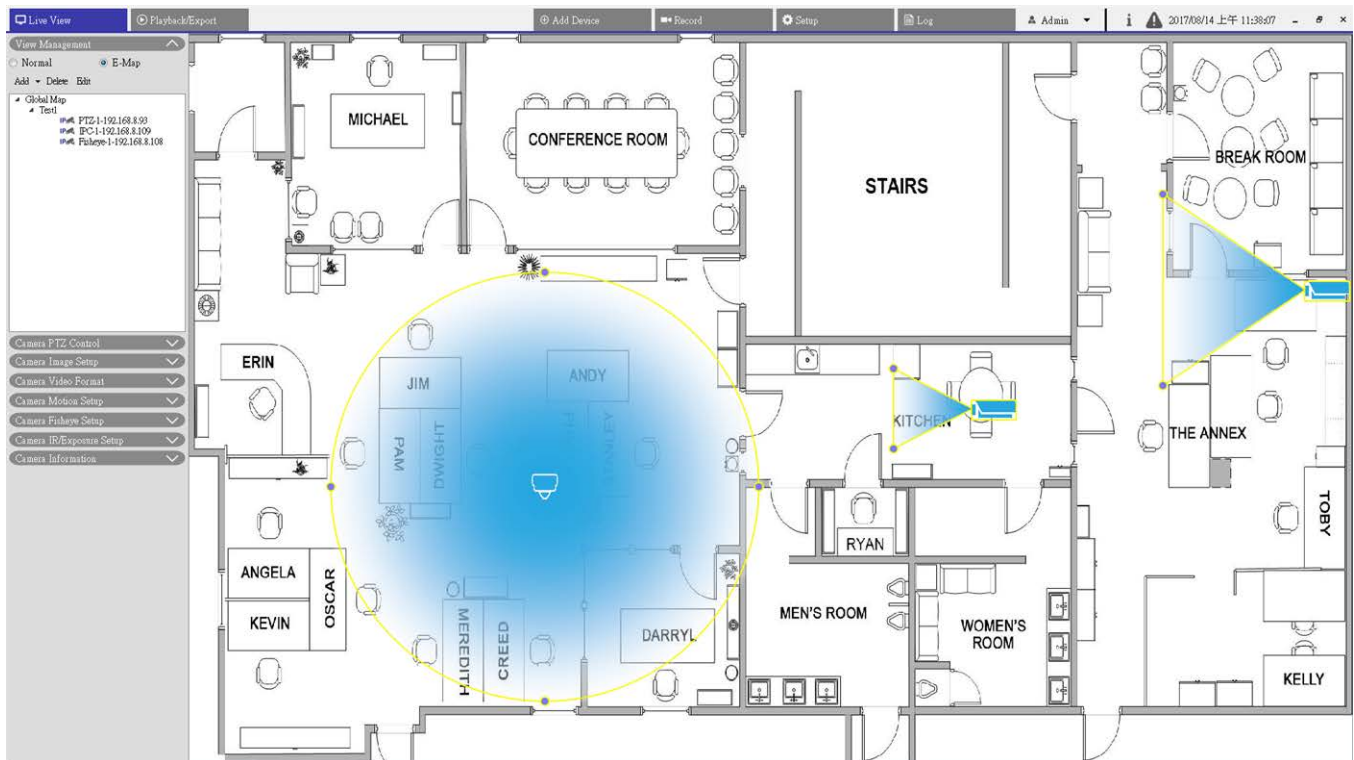 Live View
Playback/Export
Add Device
Record
Setup
Log
Admin
i
2017/08/14 上午 11:38:07
View Management
Normal
E-Map
Add
Delete
Edit
Global Map
Test1
PTZ-1-192.168.8.93
IPC-1-192.168.8.109
Fisheye-1-192.168.8.108
Camera PTZ Control
Camera Image Setup
Camera Video Format
Camera Motion Setup
Camera Fisheye Setup
Camera IR/Exposure Setup
Camera Information
MICHAEL
CONFERENCE ROOM
STAIRS
BREAK ROOM
ERIN
JIM
ANDY
PAM
DWIGHT
STANLEY
KITCHEN
THE ANNEX
TOBY
RYAN
ANGELA
OSCAR
KEVIN
MEREDITH
CREED
DARRYL
MEN'S ROOM
WOMEN'S
ROOM
KELLY